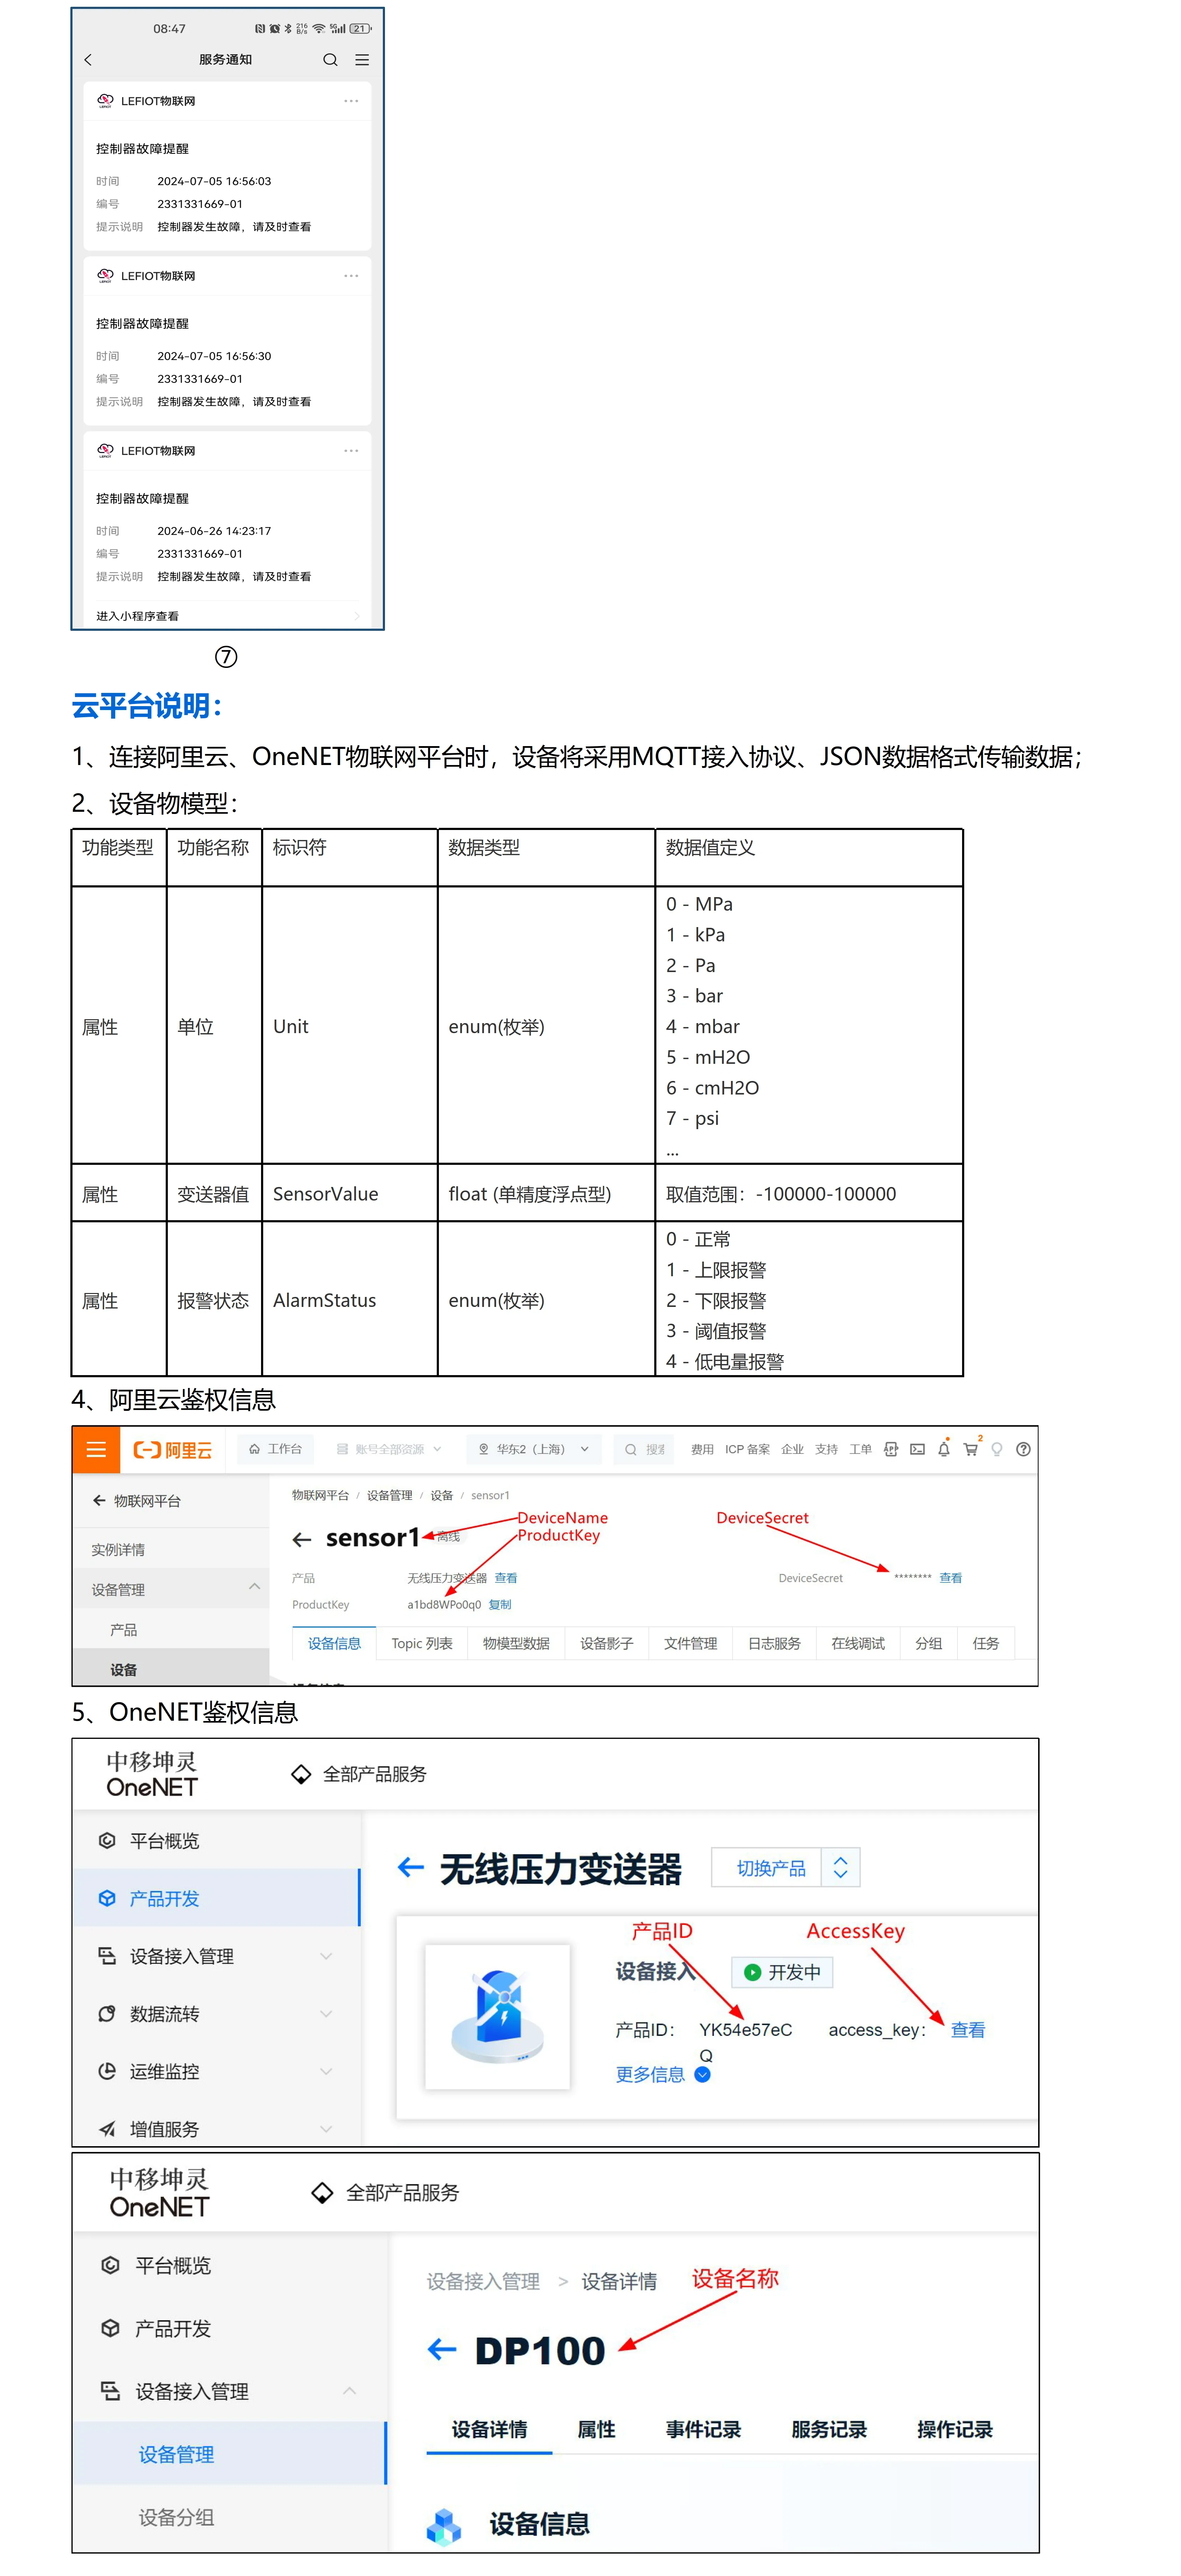 08:47
216 B/s 5G 21
服务通知
LEFIOT物联网
控制器故障提醒
时间 2024-07-05 16:56:03
编号 2331331669-01
提示说明 控制器发生故障，请及时查看
LEFIOT物联网
控制器故障提醒
时间 2024-07-05 16:56:30
编号 2331331669-01
提示说明 控制器发生故障，请及时查看
LEFIOT物联网
控制器故障提醒
时间 2024-06-26 14:23:17
编号 2331331669-01
提示说明 控制器发生故障，请及时查看
进入小程序查看
⑦
云平台说明：
1、连接阿里云、OneNET物联网平台时，设备将采用MQTT接入协议、JSON数据格式传输数据；
2、设备物模型：
功能类型 功能名称 标识符 数据类型 数据值定义
属性 单位 Unit enum(枚举)
0 - MPa
1 - kPa
2 - Pa
3 - bar
4 - mbar
5 - mH2O
6 - cmH2O
7 - psi
...
属性 变送器值 SensorValue float (单精度浮点型) 取值范围：-100000-100000
属性 报警状态 AlarmStatus enum(枚举)
0 - 正常
1 - 上限报警
2 - 下限报警
3 - 阈值报警
4 - 低电量报警
4、阿里云鉴权信息
阿里云 工作台 账号全部资源 华东2（上海） 搜索 费用 ICP 备案 企业 支持 工单 2
物联网平台
实例详情
设备管理
产品
设备
物联网平台 / 设备管理 / 设备 / sensor1
DeviceName
DeviceSecret
ProductKey
← sensor1 离线
产品 无线压力变送器 查看
DeviceSecret ******** 查看
ProductKey a1bd8WPo0q0 复制
设备信息 Topic 列表 物模型数据 设备影子 文件管理 日志服务 在线调试 分组 任务
5、OneNET鉴权信息
中移坤灵
OneNET
全部产品服务
平台概览
产品开发
设备接入管理
数据流转
运维监控
增值服务
← 无线压力变送器 切换产品
产品ID AccessKey
设备接入 开发中
产品ID： YK54e57eC access_key： 查看
Q
更多信息
中移坤灵
OneNET
全部产品服务
平台概览
产品开发
设备接入管理
设备管理
设备分组
设备接入管理 > 设备详情
设备名称
← DP100
设备详情 属性 事件记录 服务记录 操作记录
设备信息